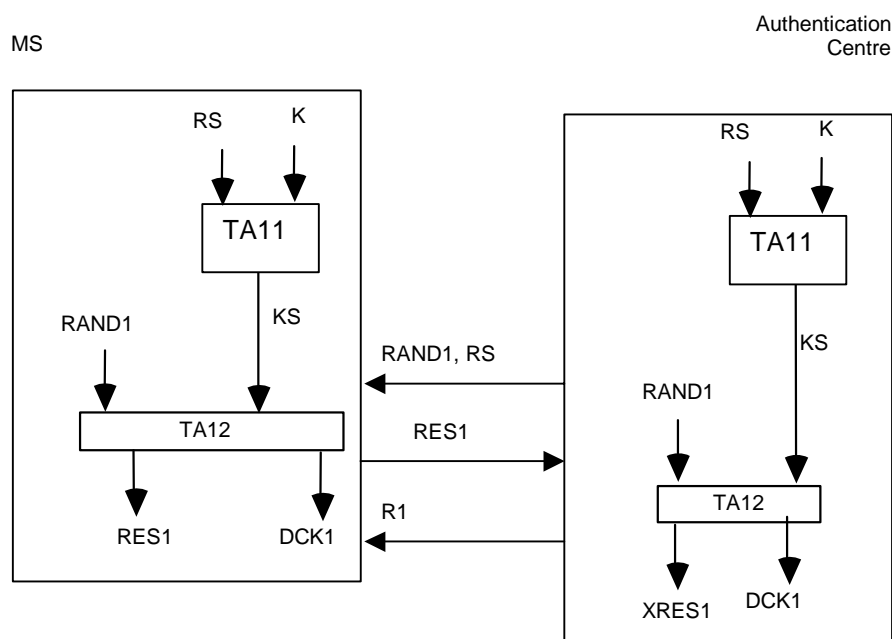 MS
Authentication
Centre
RS
K
TA11
KS
RAND1
TA12
RES1
DCK1
RAND1, RS
RES1
R1
RS
K
TA11
KS
RAND1
TA12
XRES1
DCK1